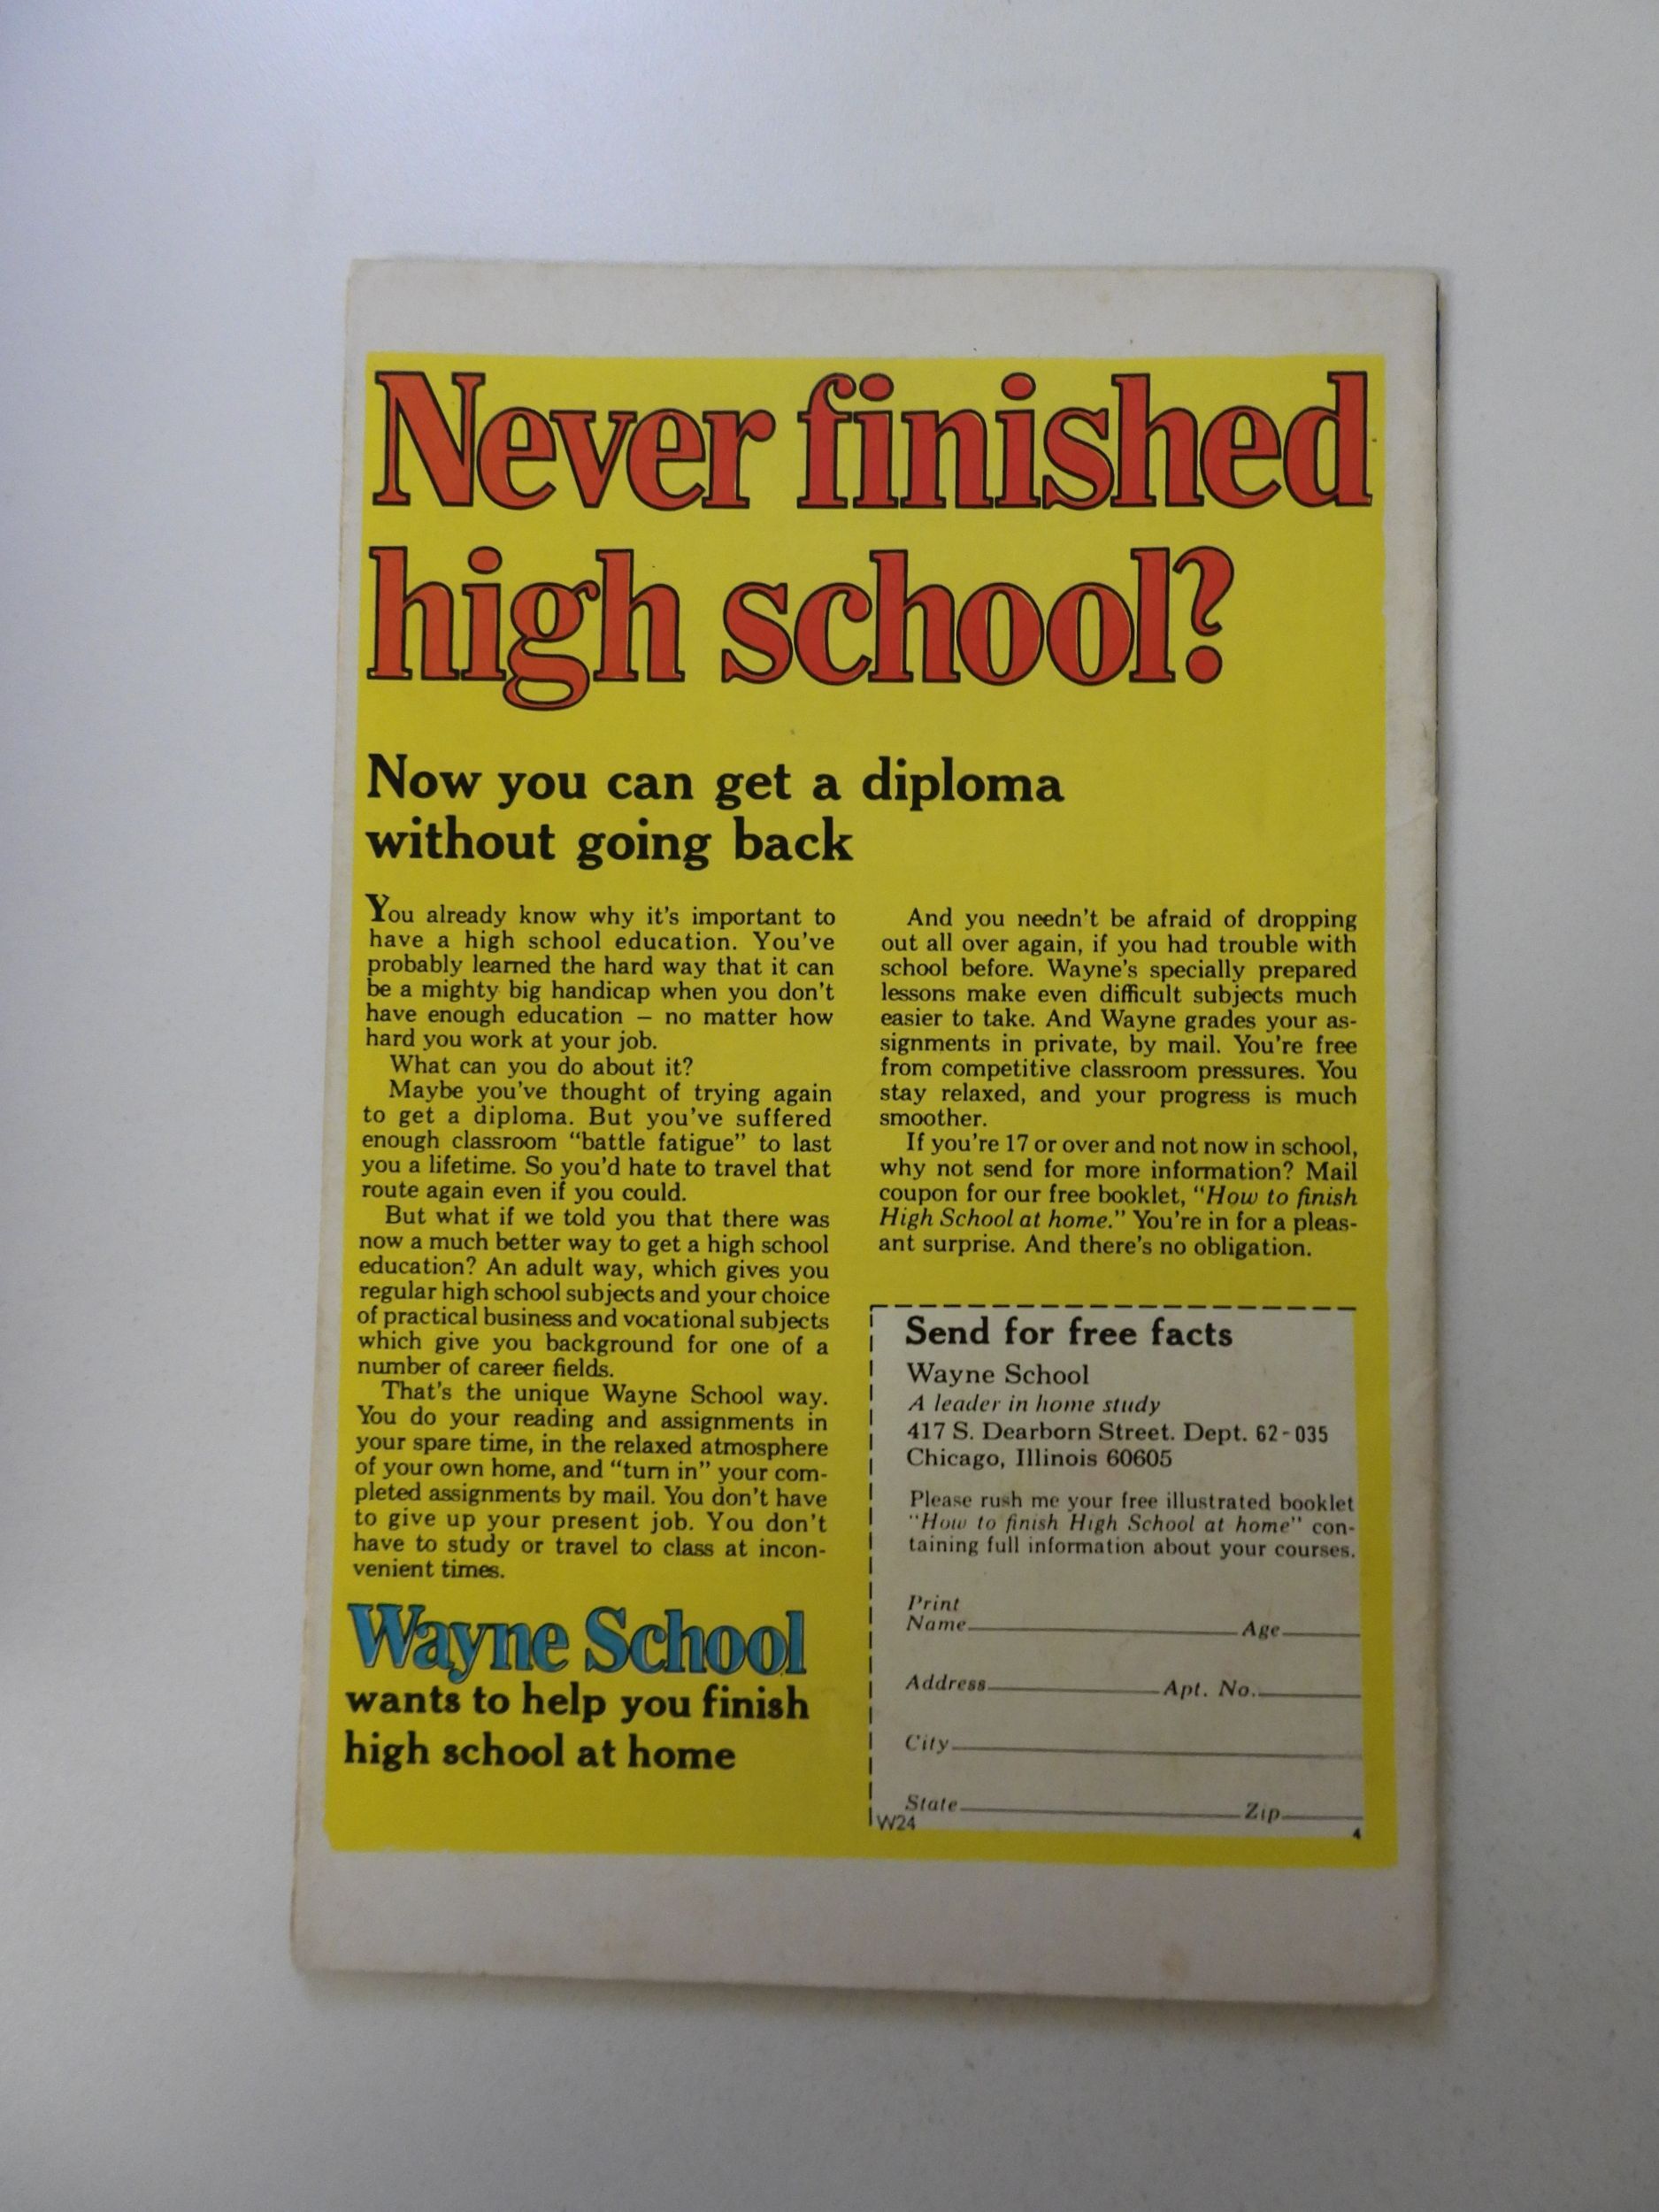 Never finished
high school?
Now you can get a diploma
without going back
You already know why it's important to
have a high school education. You've
probably learned the hard way that it can
be a mighty big handicap when you don't
have enough education – no matter how
hard you work at your job.
What can you do about it?
Maybe you've thought of trying again
to get a diploma. But you've suffered
enough classroom "battle fatigue" to last
you a lifetime. So you'd hate to travel that
route again even if you could.
But what if we told you that there was
now a much better way to get a high school
education? An adult way, which gives you
regular high school subjects and your choice
of practical business and vocational subjects
which give you background for one of a
number of career fields.
That's the unique Wayne School way.
You do your reading and assignments in
your spare time, in the relaxed atmosphere
of your own home, and "turn in" your com-
pleted assignments by mail. You don't have
to give up your present job. You don't
have to study or travel to class at incon-
venient times.
Wayne School
wants to help you finish
high school at home
And you needn't be afraid of dropping
out all over again, if you had trouble with
school before. Wayne's specially prepared
lessons make even difficult subjects much
easier to take. And Wayne grades your as-
signments in private, by mail. You're free
from competitive classroom pressures. You
stay relaxed, and your progress is much
smoother.
If you're 17 or over and not now in school,
why not send for more information? Mail
coupon for our free booklet, "How to finish
High School at home." You're in for a pleas-
ant surprise. And there's no obligation.
Send for free facts
Wayne School
A leader in home study
417 S. Dearborn Street. Dept. 62-035
Chicago, Illinois 60605
Please rush me your free illustrated booklet
"How to finish High School at home" con-
taining full information about your courses.
Print
Name Age
Address Apt. No.
City
State Zip
W24
4